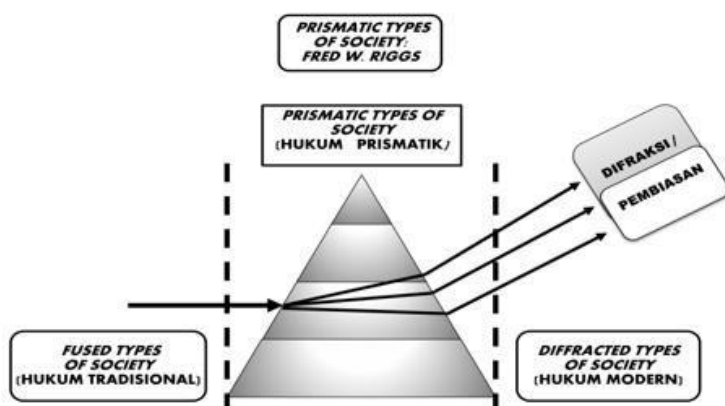 PRISMATIC TYPES
OF SOCIETY:
FRED W. RIGGS
PRISMATIC TYPES OF
SOCIETY
(HUKUM PRISMATIK)
DIFRAKSI /
PEMBIASAN
FUSED TYPES
OF SOCIETY
(HUKUM TRADISIONAL)
DIFFRACTED TYPES
OF SOCIETY
(HUKUM MODERN)